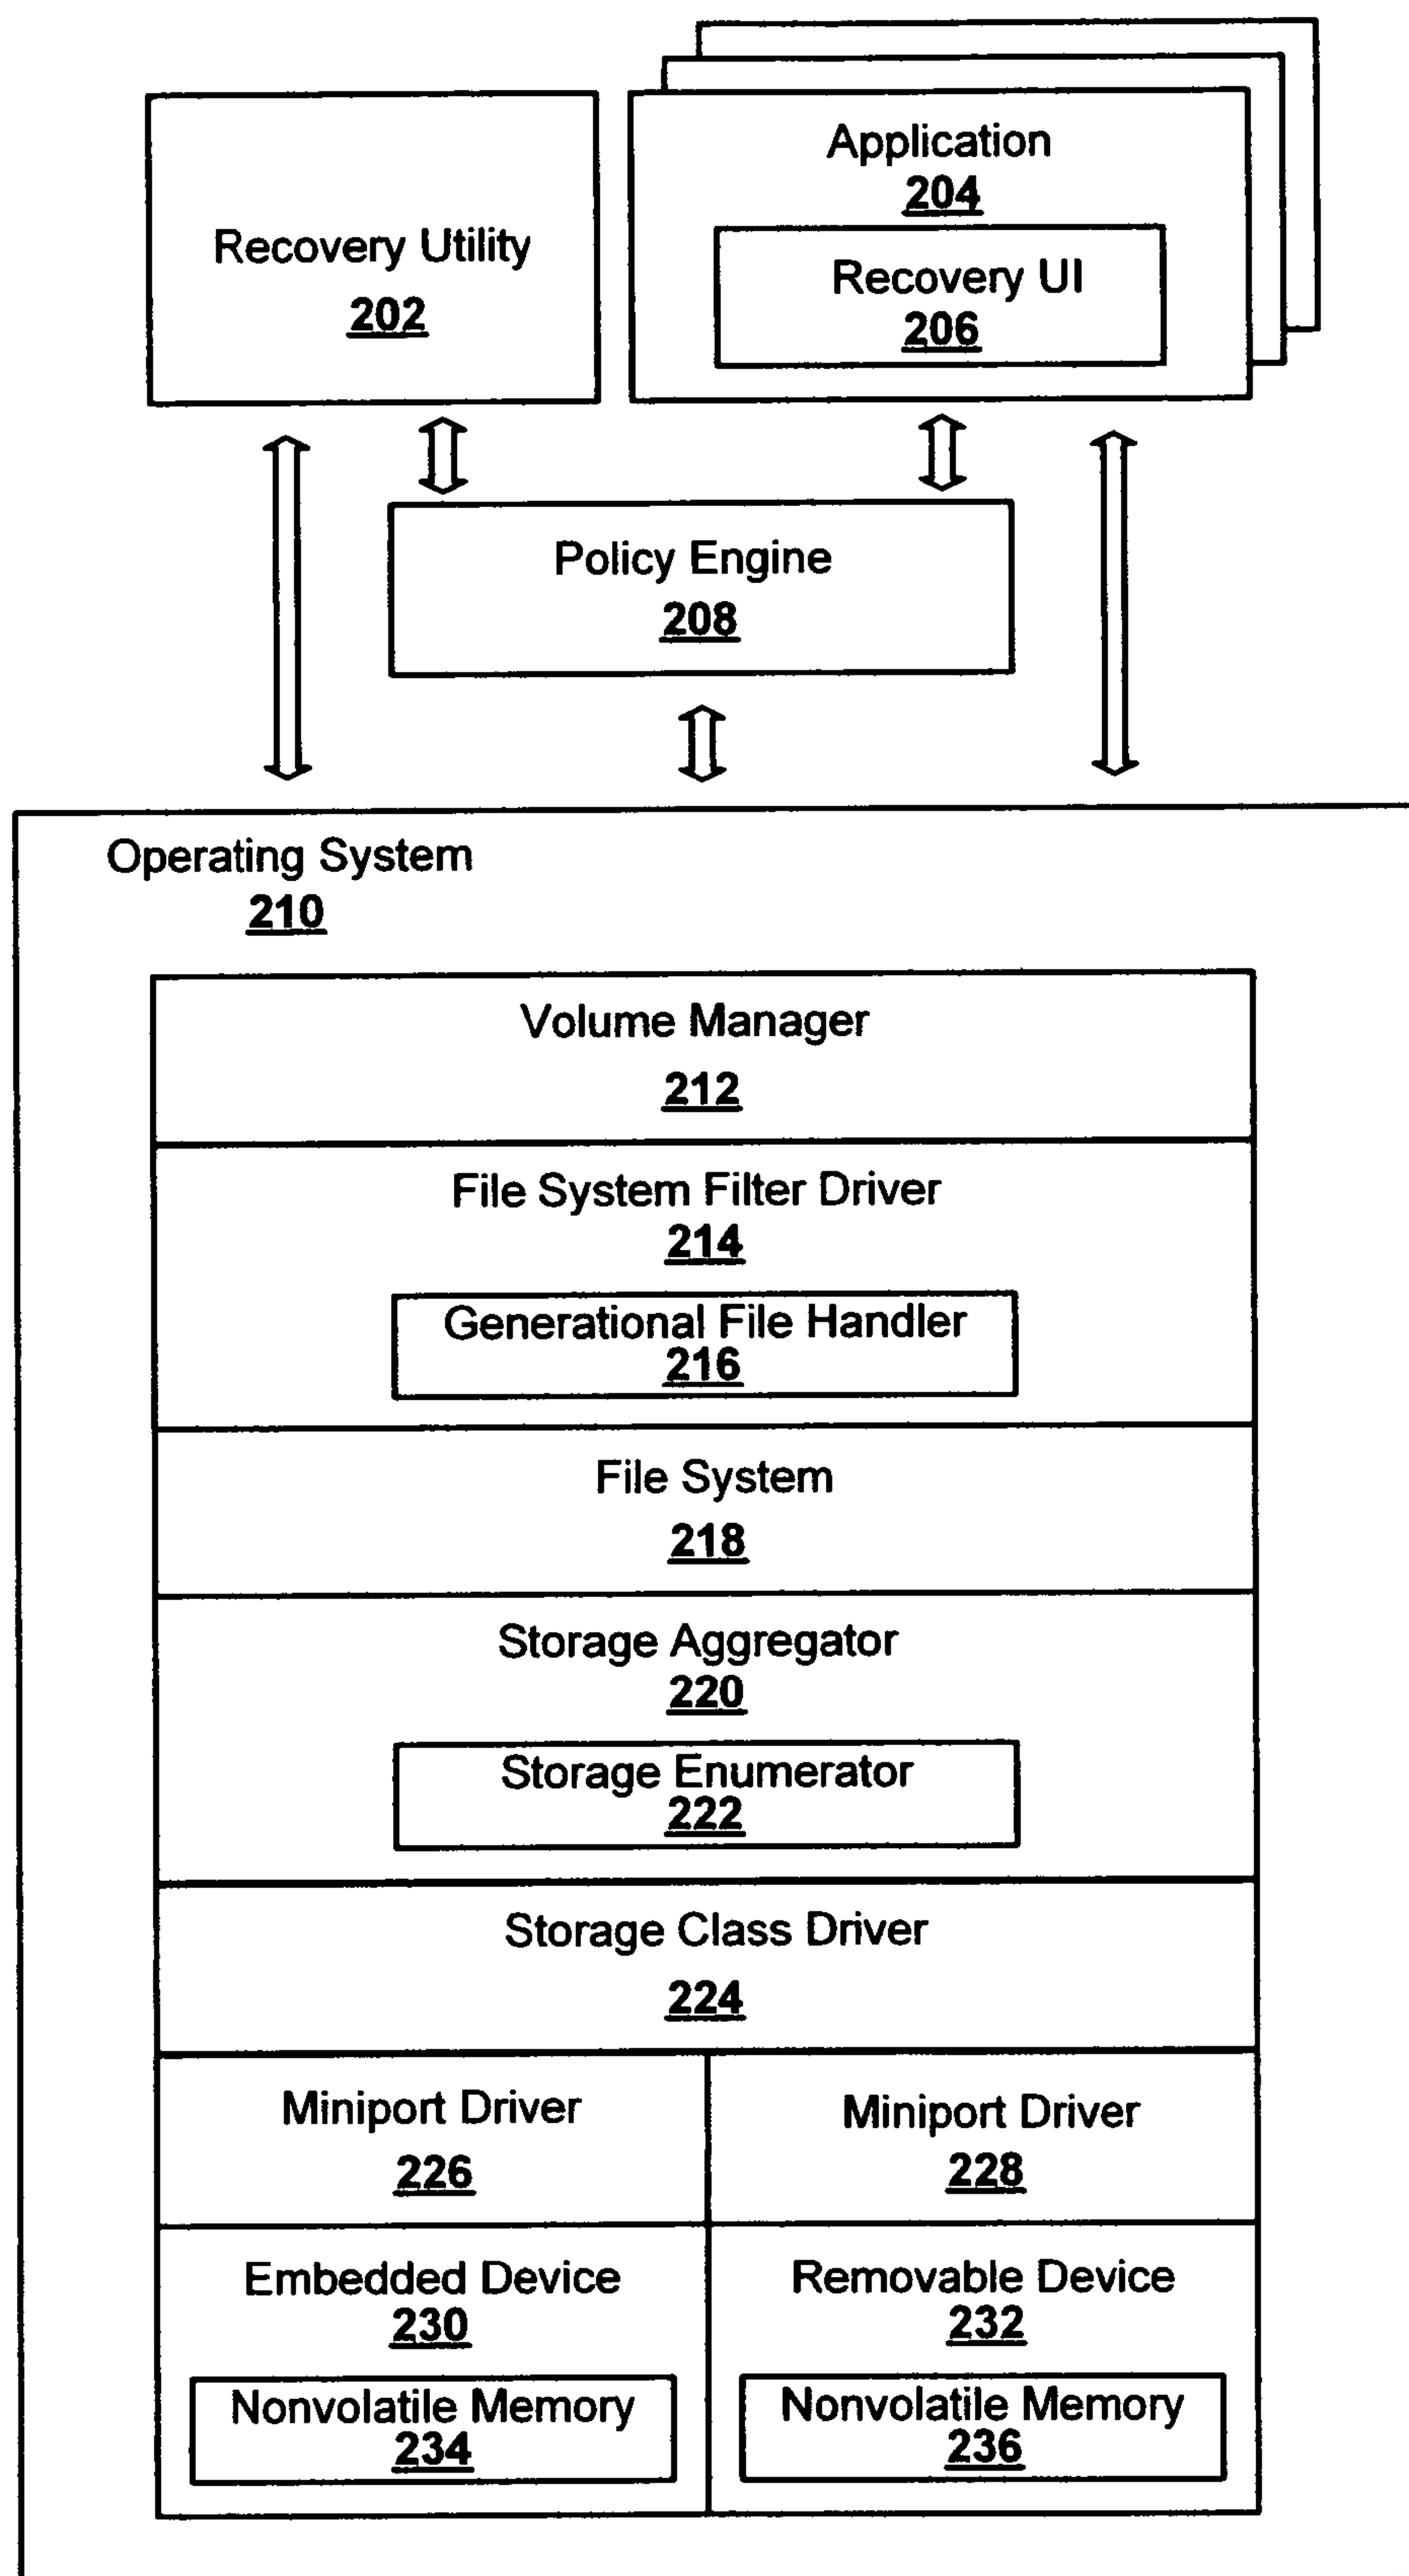 Recovery Utility
202
Application
204
Recovery UI
206
Policy Engine
208
Operating System
210
Volume Manager
212
File System Filter Driver
214
Generational File Handler
216
File System
218
Storage Aggregator
220
Storage Enumerator
222
Storage Class Driver
224
Miniport Driver
226
Miniport Driver
228
Embedded Device
230
Nonvolatile Memory
234
Removable Device
232
Nonvolatile Memory
236